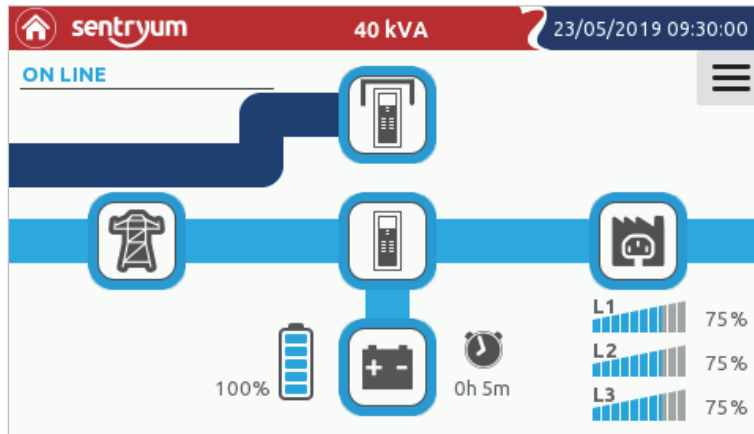 sentryum
40 kVA
23/05/2019 09:30:00
ON LINE
L1
75%
L2
75%
100%
0h 5m
L3
75%